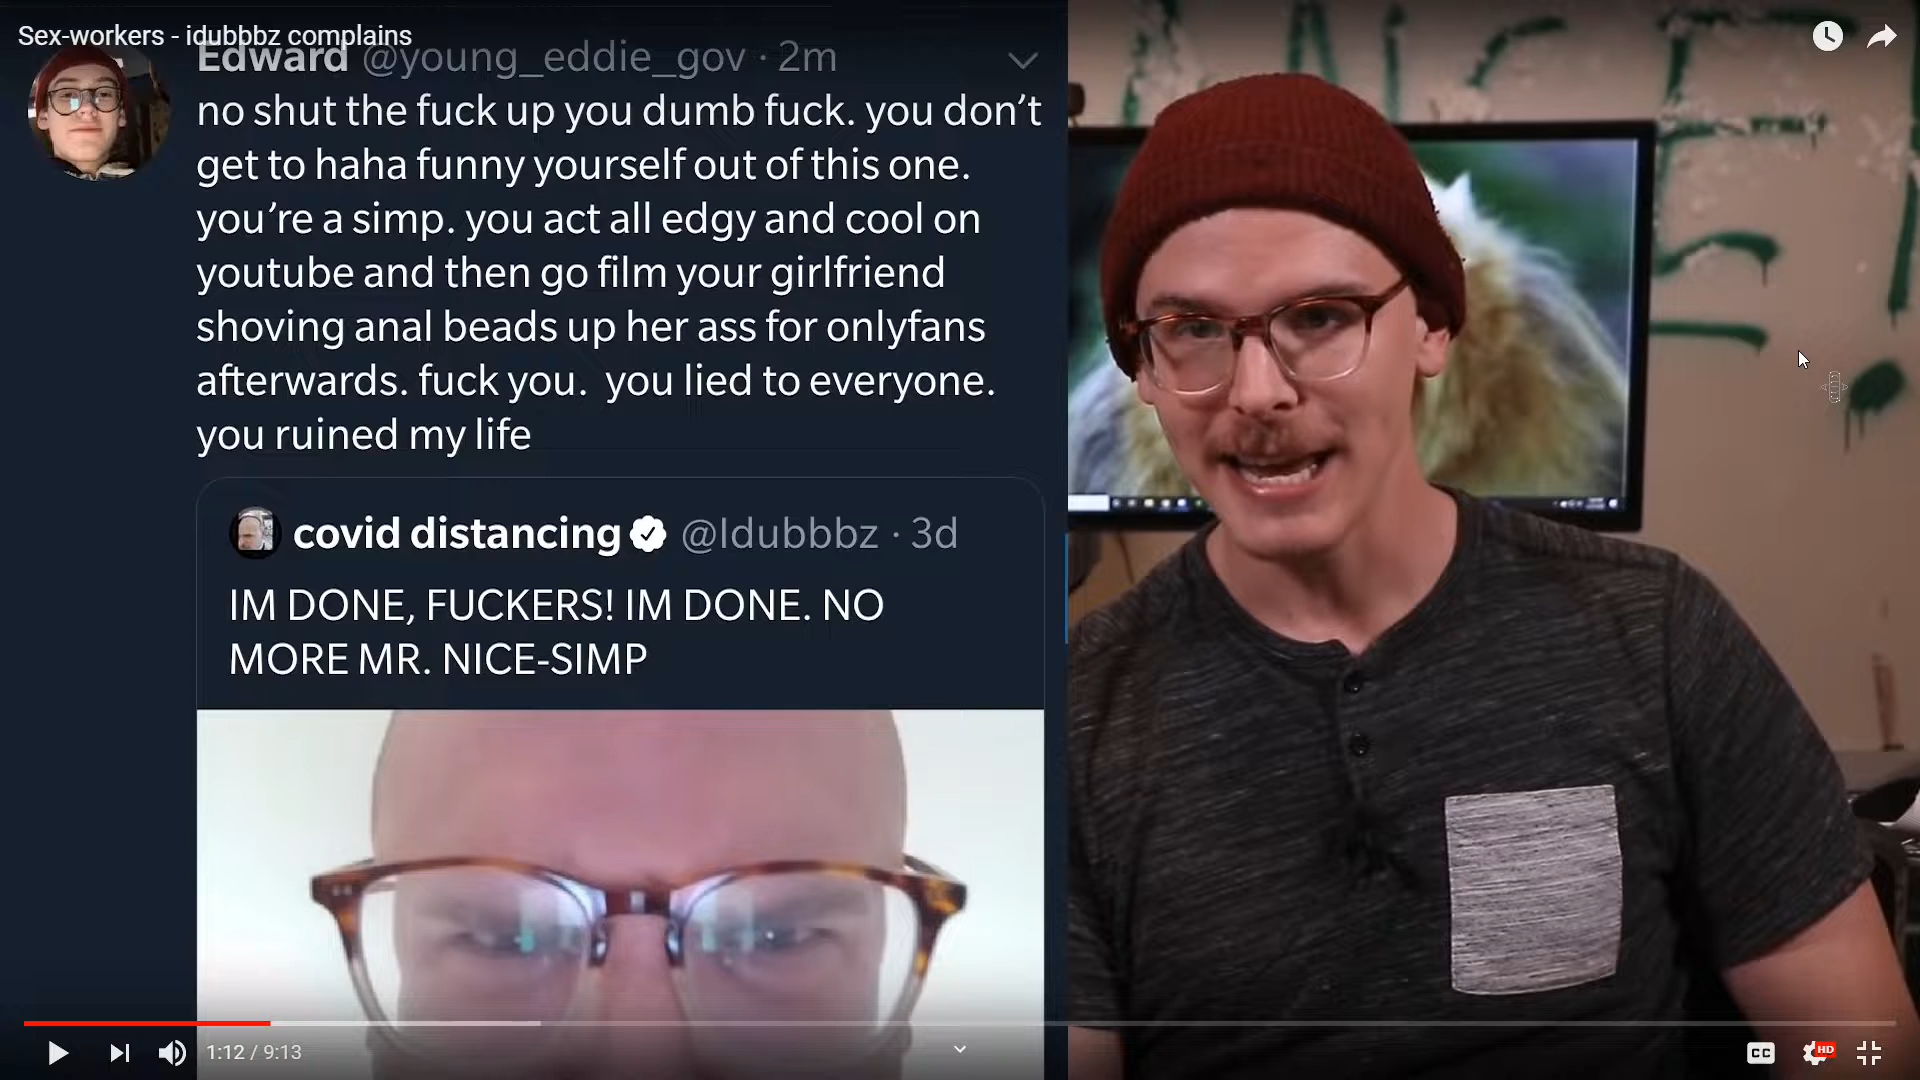 Sex-workers - idubbbz complains
Edward @young_eddie_gov · 2m
no shut the fuck up you dumb fuck. you don’t
get to haha funny yourself out of this one.
you’re a simp. you act all edgy and cool on
youtube and then go film your girlfriend
shoving anal beads up her ass for onlyfans
afterwards. fuck you.  you lied to everyone.
you ruined my life
covid distancing @Idubbbz · 3d
IM DONE, FUCKERS! IM DONE. NO
MORE MR. NICE-SIMP
1:12 / 9:13
CC
HD